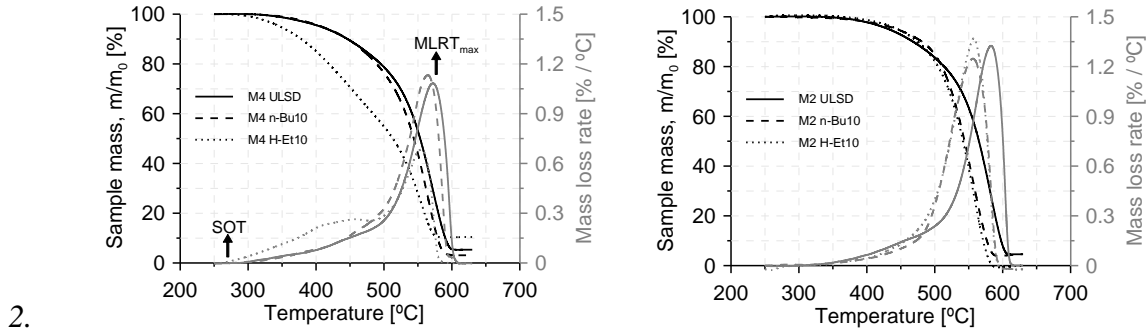 Sample mass, m/m0 [%]
100
80
60
40
20
0
M4 ULSD
M4 n-Bu10
M4 H-Et10
SOT
MLRTmax
1.5
1.2
0.9
0.6
0.3
0
Mass loss rate [% / ºC]
200 300 400 500 600 700
Temperature [ºC]
Sample mass, m/m0 [%]
100
80
60
40
20
0
M2 ULSD
M2 n-Bu10
M2 H-Et10
1.5
1.2
0.9
0.6
0.3
0
Mass loss rate [% / ºC]
200 300 400 500 600 700
Temperature [ºC]
2.